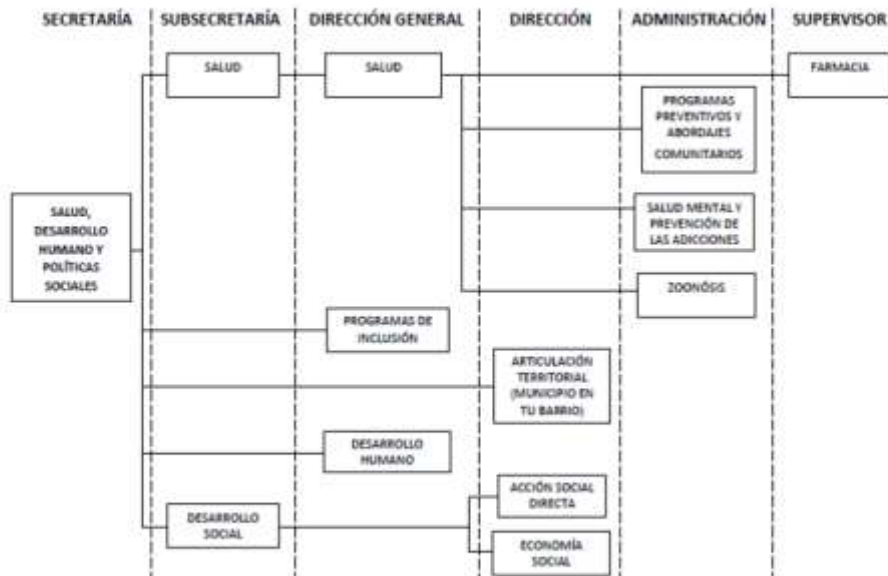 SECRETARÍA SUBSECRETARÍA DIRECCIÓN GENERAL DIRECCIÓN ADMINISTRACIÓN SUPERVISOR
SALUD
SALUD
FARMACIA
PROGRAMAS
PREVENTIVOS Y
ABORDAJES
COMUNITARIOS
SALUD,
DESARROLLO
HUMANO Y
POLÍTICAS
SOCIALES
SALUD MENTAL Y
PREVENCIÓN DE
LAS ADICCIONES
ZOONÓSIS
PROGRAMAS DE
INCLUSIÓN
ARTICULACIÓN
TERRITORIAL
(MUNICIPIO EN
TU BARRIO)
DESARROLLO
HUMANO
ACCIÓN SOCIAL
DIRECTA
DESARROLLO
SOCIAL
ECONOMÍA
SOCIAL